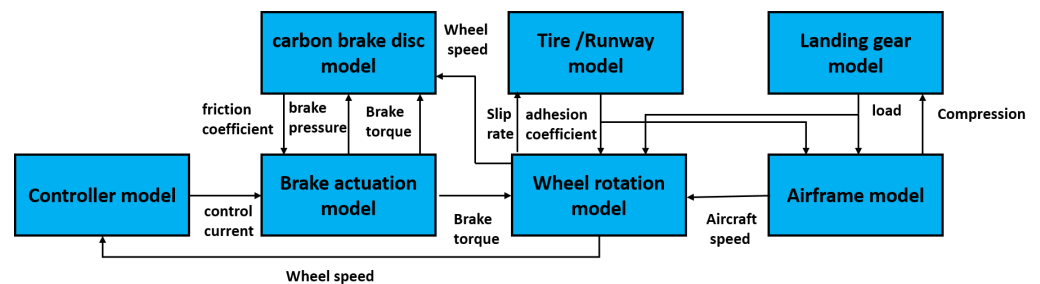 carbon brake disc
model
Wheel
speed
Tire /Runway
model
Landing gear
model
friction
coefficient
brake
pressure
Brake
torque
Slip
rate
adhesion
coefficient
load
Compression
Controller model
control
current
Brake actuation
model
Brake
torque
Wheel rotation
model
Aircraft
speed
Airframe model
Wheel speed